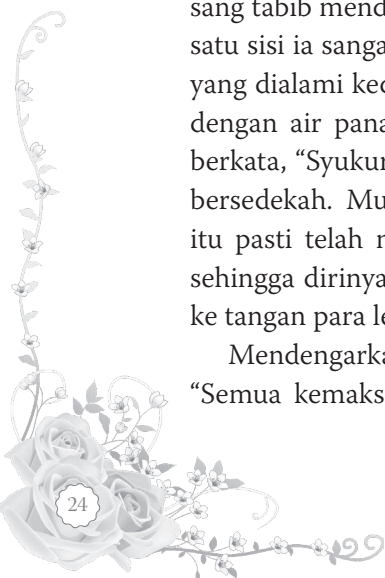 sang tabib mend
satu sisi ia sanga
yang dialami ked
dengan air pana
berkata, “Syukur
bersedekah. Mu
itu pasti telah n
sehingga dirinya
ke tangan para le
Mendengarka
“Semua kemaks
24